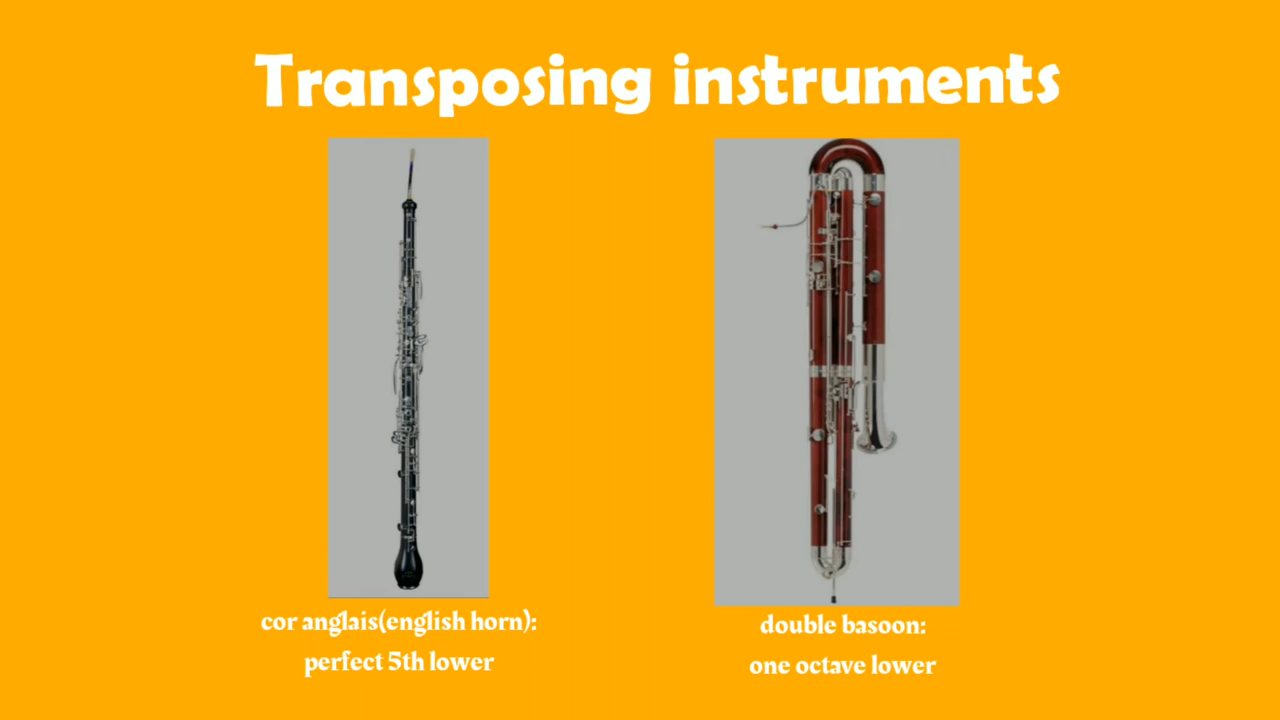 Transposing instruments
cor anglais(english horn):
perfect 5th lower
double basoon:
one octave lower